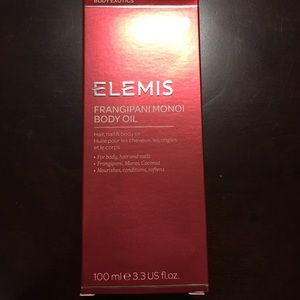 BODY EXOTICS
ELEMIS
FRANGIPANI MONOI
BODY OIL
Hair, nail & body oil
Huile pour les cheveux, les ongles
et le corps
• For body, hair and nails
• Frangipani, Monoi, Coconut
• Nourishes, conditions, softens
100 ml e 3.3 US fl.oz.